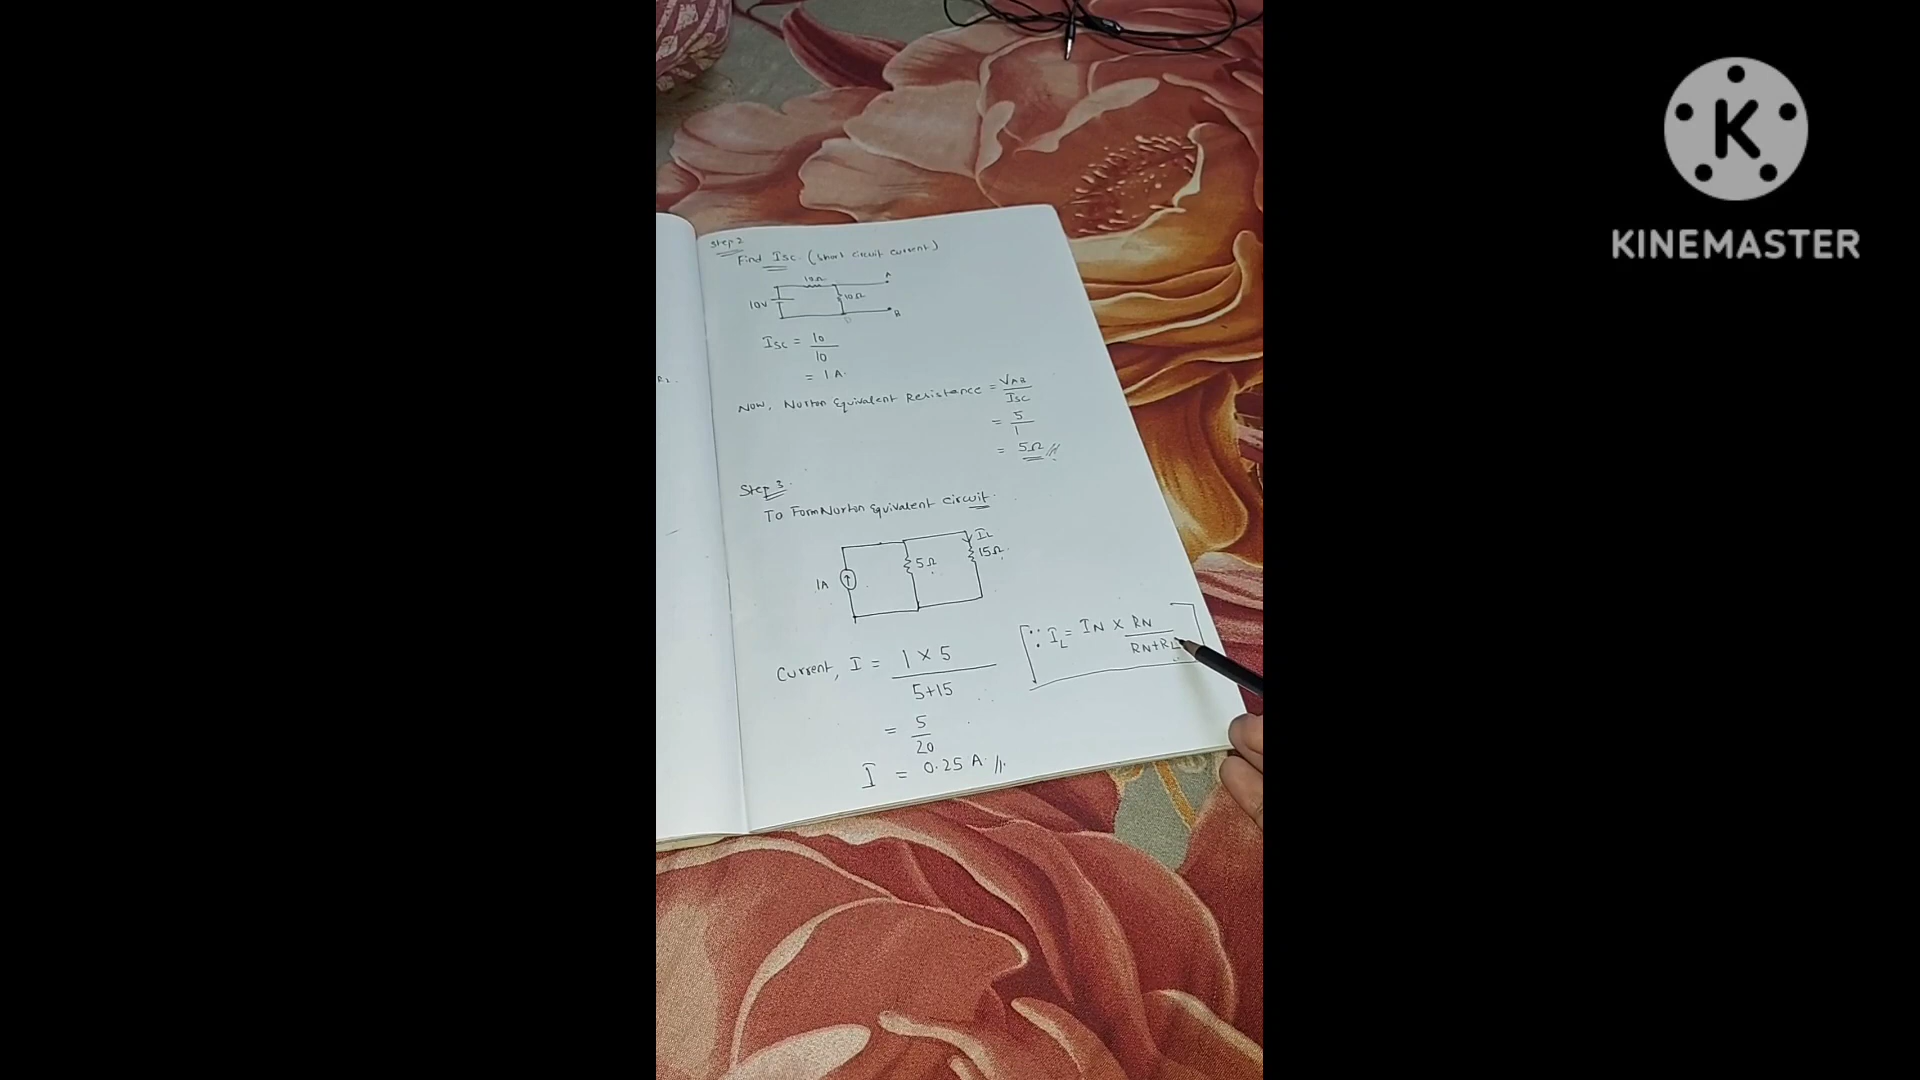 Step 2
Find Isc. (Short circuit current)
10Ω
A
10V
10Ω
B
Isc = 10
10
= 1 A.
Now, Norton Equivalent Resistance = VAB
Isc
= 5
1
= 5Ω //.
Step 3.
To Form Norton Equivalent circuit.
IL
1A
5Ω
15Ω
∵ IL = IN × RN
RN+RL
Current, I = 1 × 5
5+15
= 5
20
I = 0.25 A. //.
K
KINEMASTER